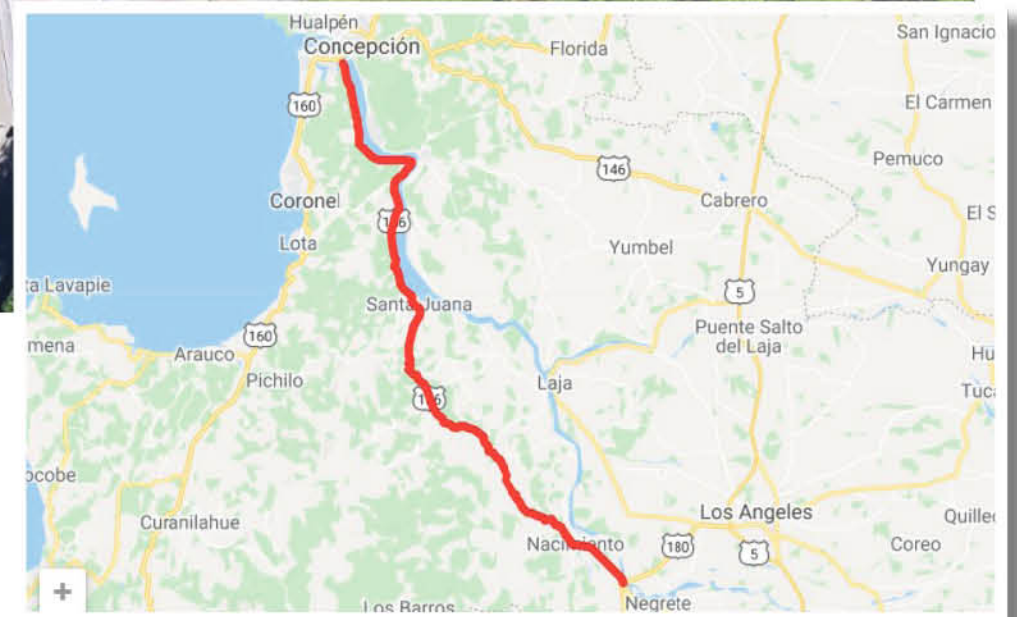 Hualpén
Concepción
Florida
San Ignacio
160
El Carmen
146
Pemuco
Cabrero
Coronel
El S
Lota
Yumbel
Yungay
ta Lavapie
5
Santa Juana
160
Puente Salto
del Laja
mena
Arauco
Hu
Pichilo
Laja
Tuca
ocobe
Curanilahue
Los Angeles
Quillec
Nacimiento
180
5
Coreo
+
Los Barros
Negrete